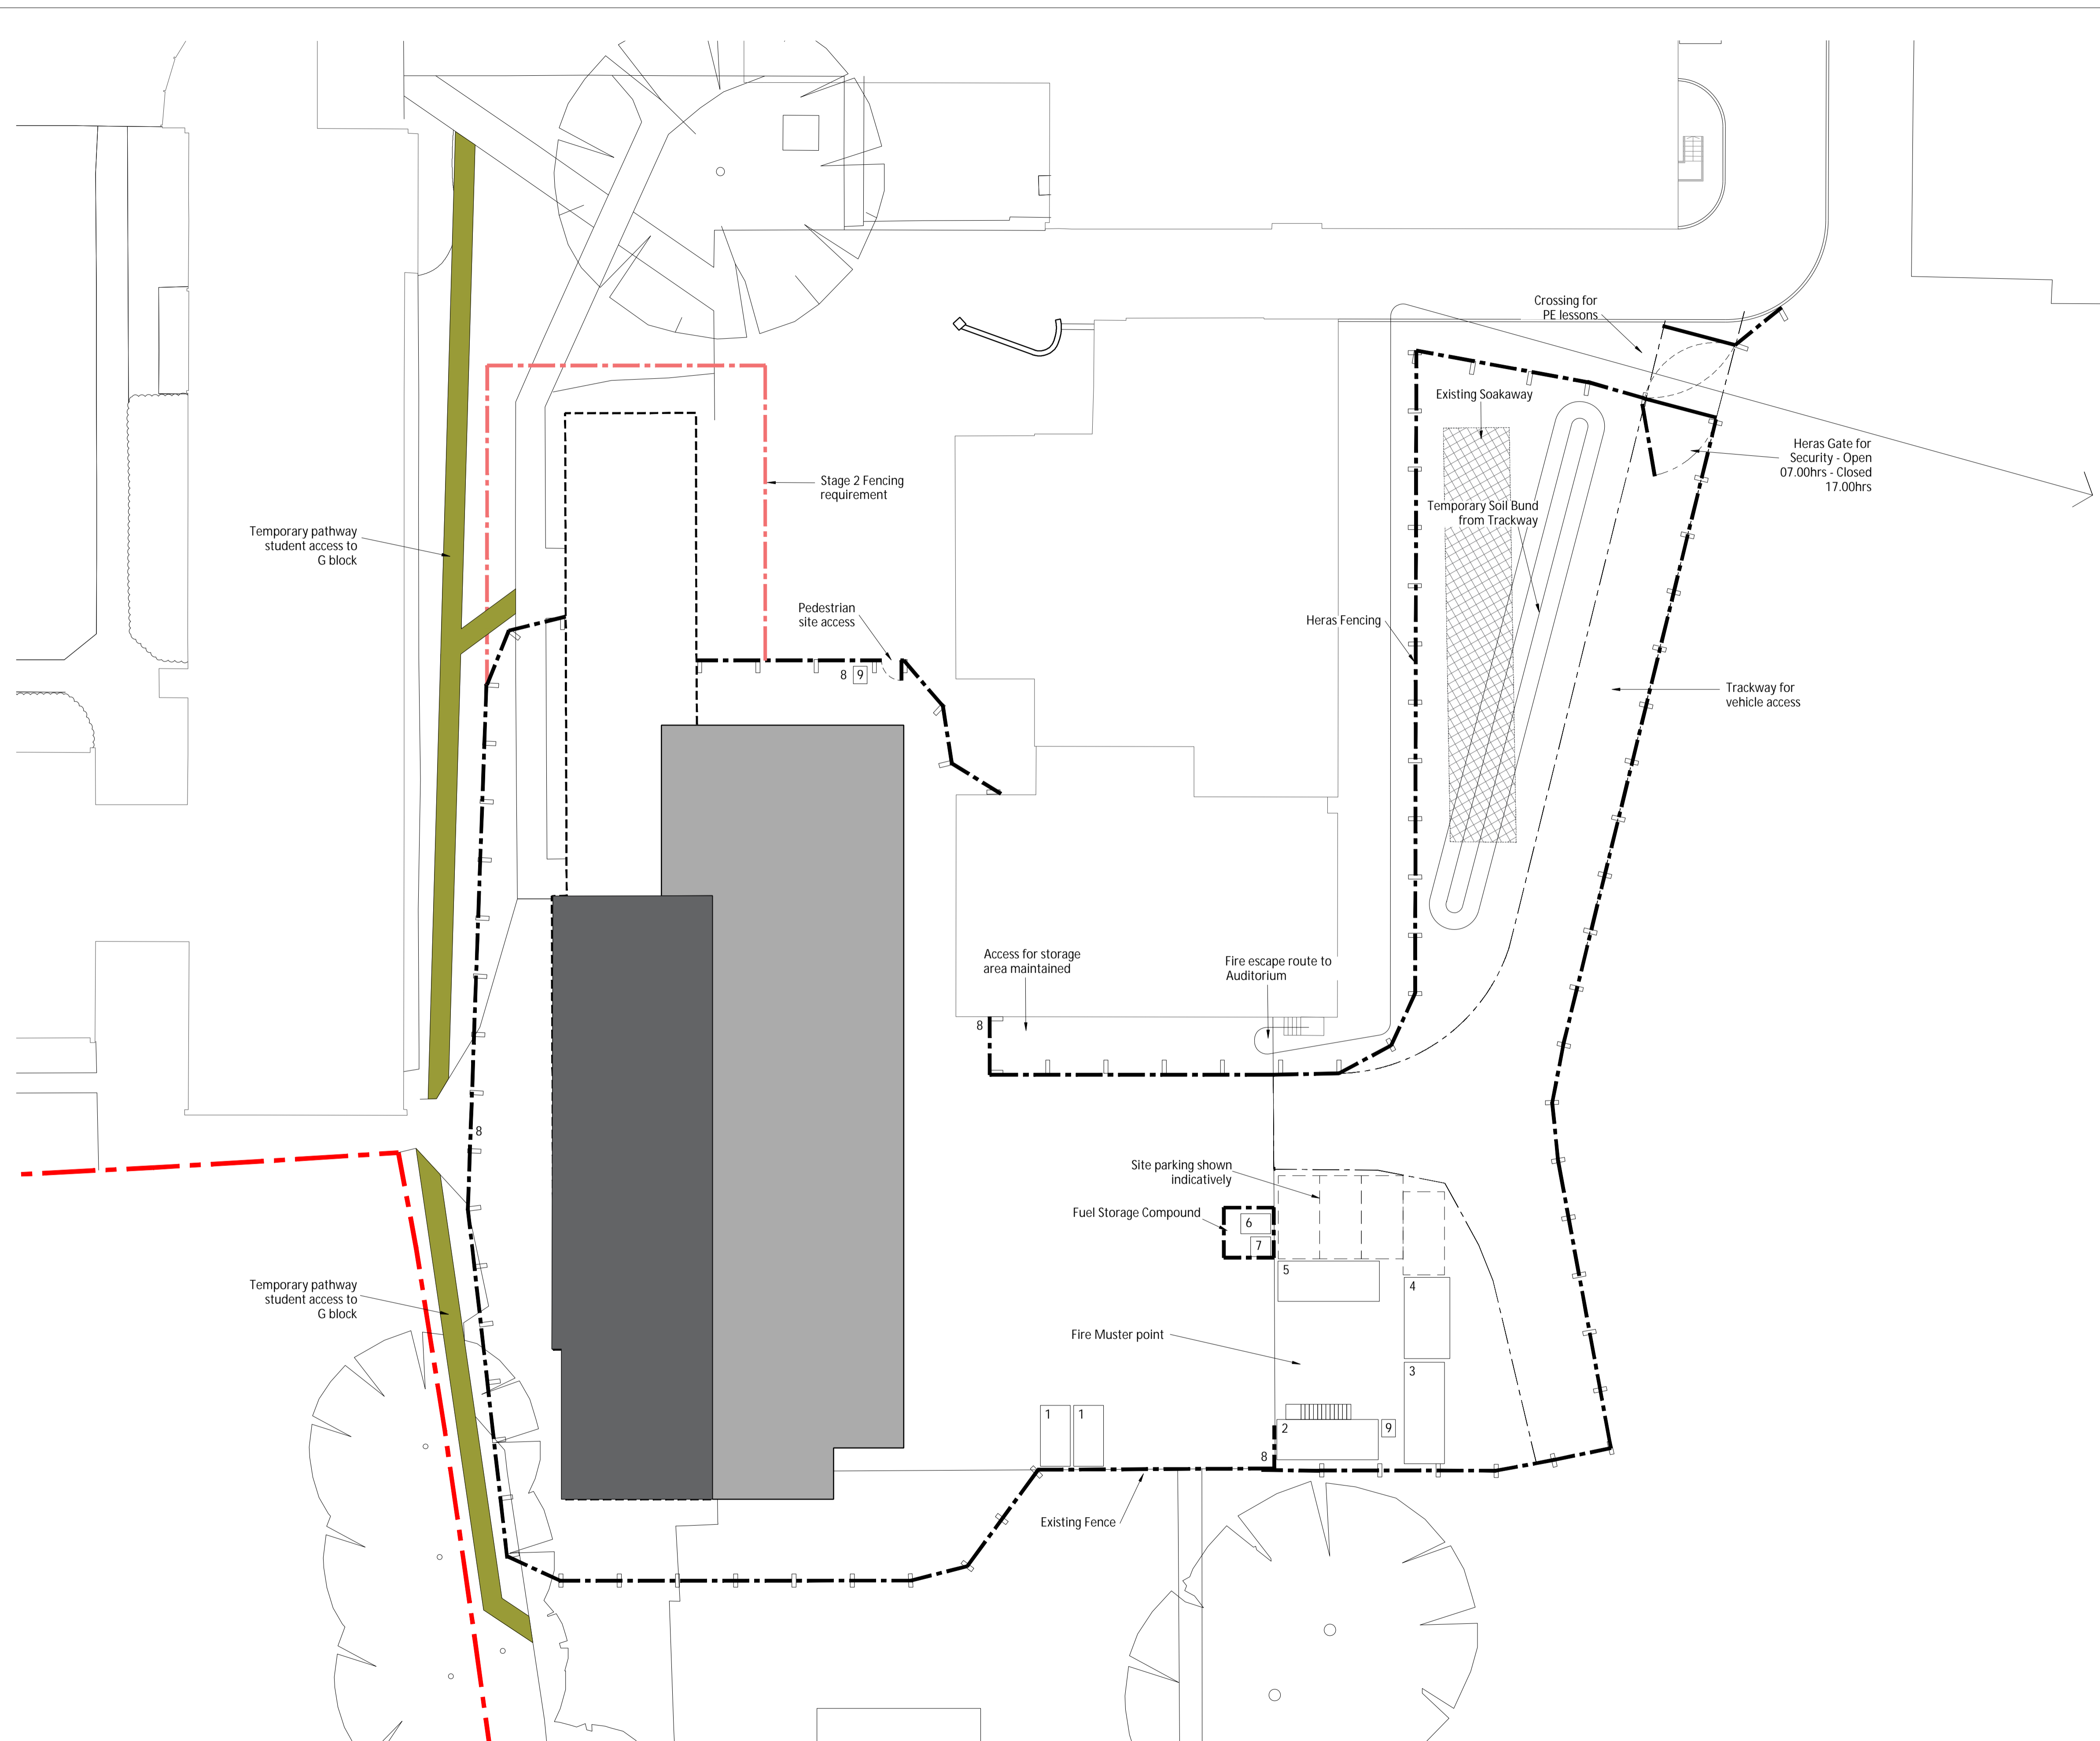 Crossing for
PE lessons
Existing Soakaway
Heras Gate for
Security - Open
07.00hrs - Closed
17.00hrs
Stage 2 Fencing
requirement
Temporary Soil Bund
from Trackway
Temporary pathway
student access to
G block
Pedestrian
site access
Heras Fencing
8 9
Trackway for
vehicle access
Access for storage
area maintained
Fire escape route to
Auditorium
8
8
Site parking shown
indicatively
Fuel Storage Compound
6
7
5
4
Temporary pathway
student access to
G block
Fire Muster point
3
1 1
2
9
8
Existing Fence